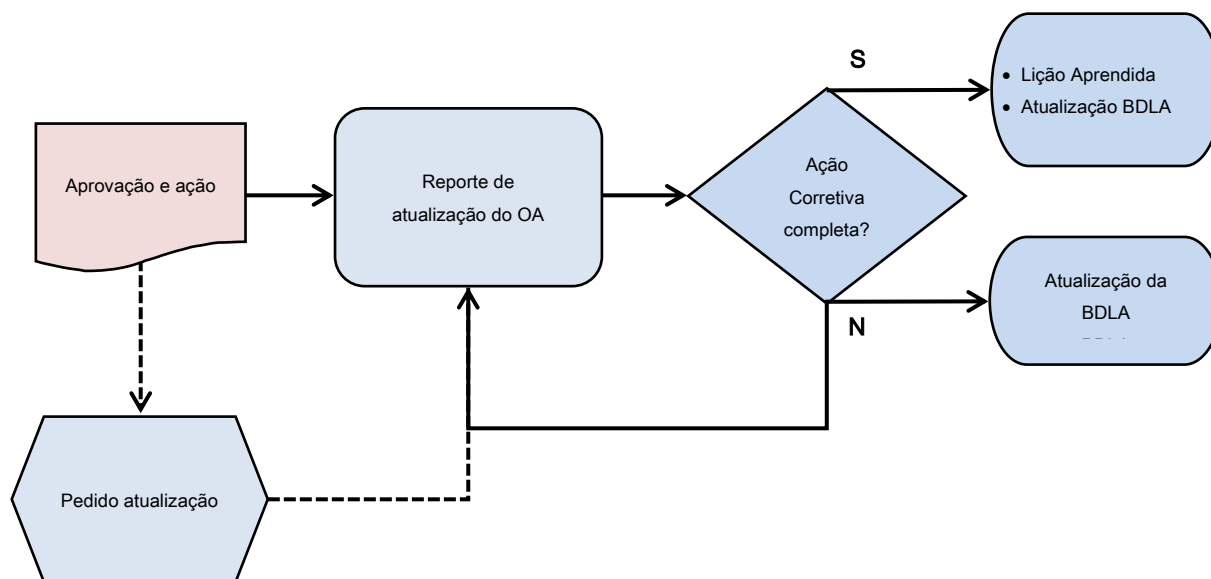 S
• Lição Aprendida
• Atualização BDLA
Aprovação e ação
Reporte de
atualização do OA
Ação
Corretiva
completa?
Atualização da
BDLA
N
Pedido atualização